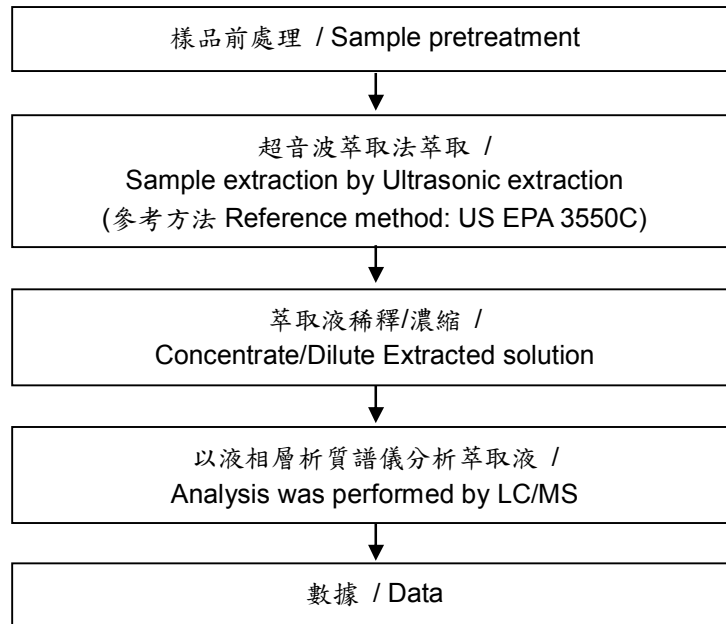 樣品前處理 / Sample pretreatment
超音波萃取法萃取 /
Sample extraction by Ultrasonic extraction
(參考方法 Reference method: US EPA 3550C)
萃取液稀釋/濃縮 /
Concentrate/Dilute Extracted solution
以液相層析質譜儀分析萃取液 /
Analysis was performed by LC/MS
數據 / Data